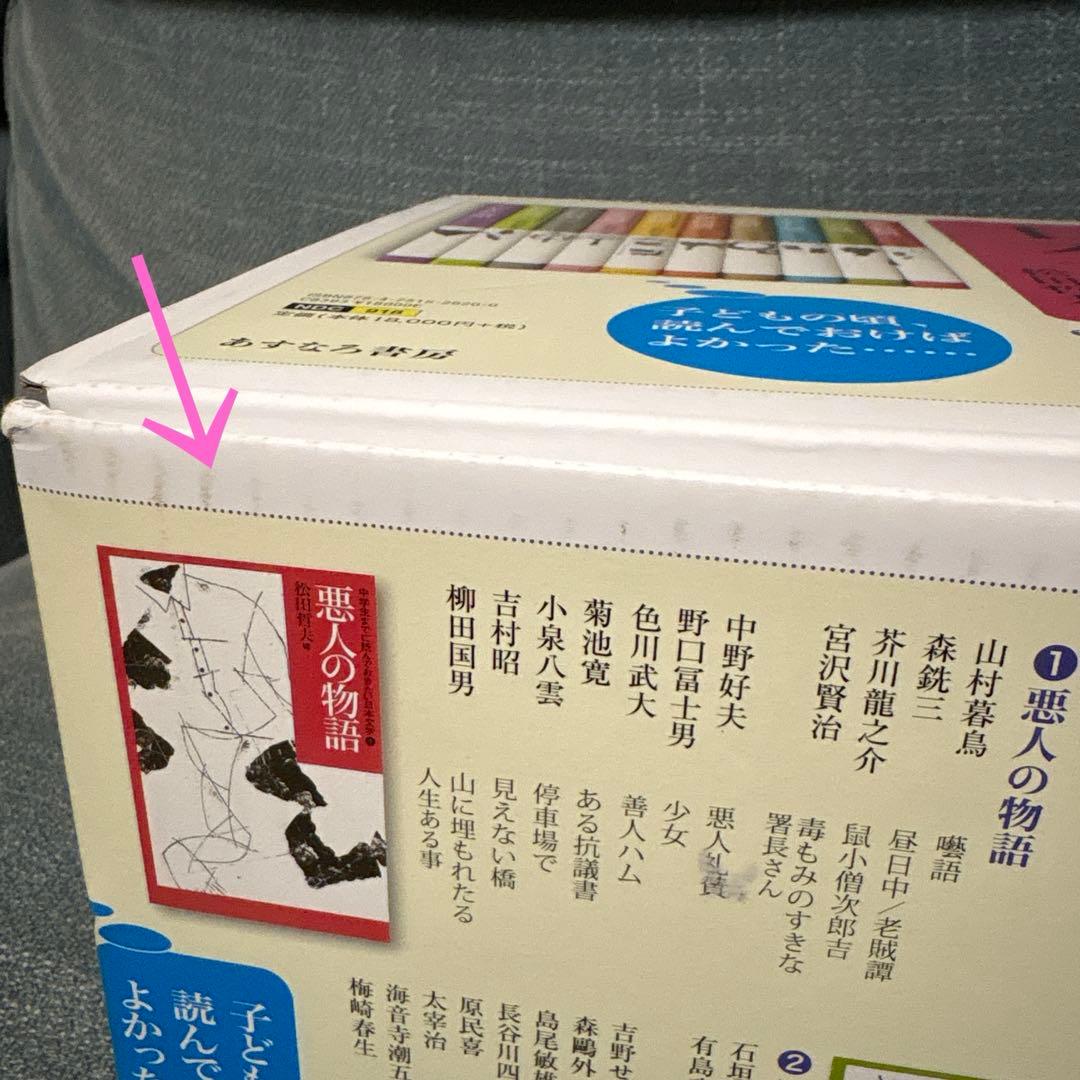 定価(本体18,000円+税)
あすなろ書房
子どもの頃、
読んでおけば
よかった……
❶悪人の物語
山村暮鳥 囈語
森銑三 昼日中/老賊譚
芥川龍之介 鼠小僧次郎吉
宮沢賢治 毒もみのすきな
署長さん
中野好夫 悪人礼賛
野口冨士男 少女
色川武大 善人ハム
菊池寛 ある抗議書
小泉八雲 停車場で
吉村昭 見えない橋
柳田国男 山に埋もれたる
人生ある事
中学生までに読んでおきたい日本文学①
悪人の物語
松田哲夫 編
❷
石垣
有島
吉野せ
森鷗外
島尾敏雄
長谷川四
原民喜
太宰治
海音寺潮五
梅崎春生
子ども
読んで
よかった